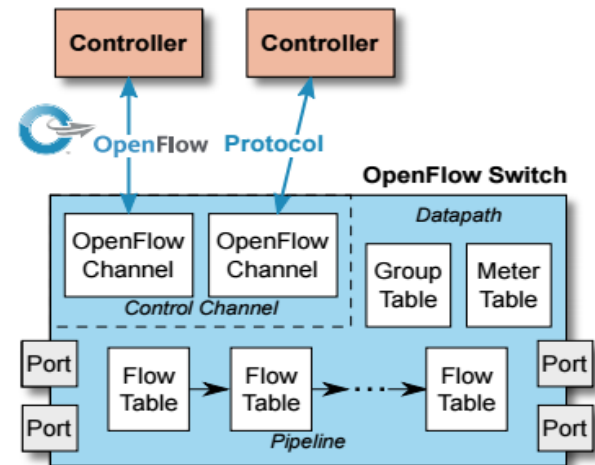 Controller
Controller
OpenFlow Protocol
OpenFlow Switch
Datapath
OpenFlow
Channel
OpenFlow
Channel
Control Channel
Group
Table
Meter
Table
Port
Port
Flow
Table
Flow
Table
...
Flow
Table
Pipeline
Port
Port